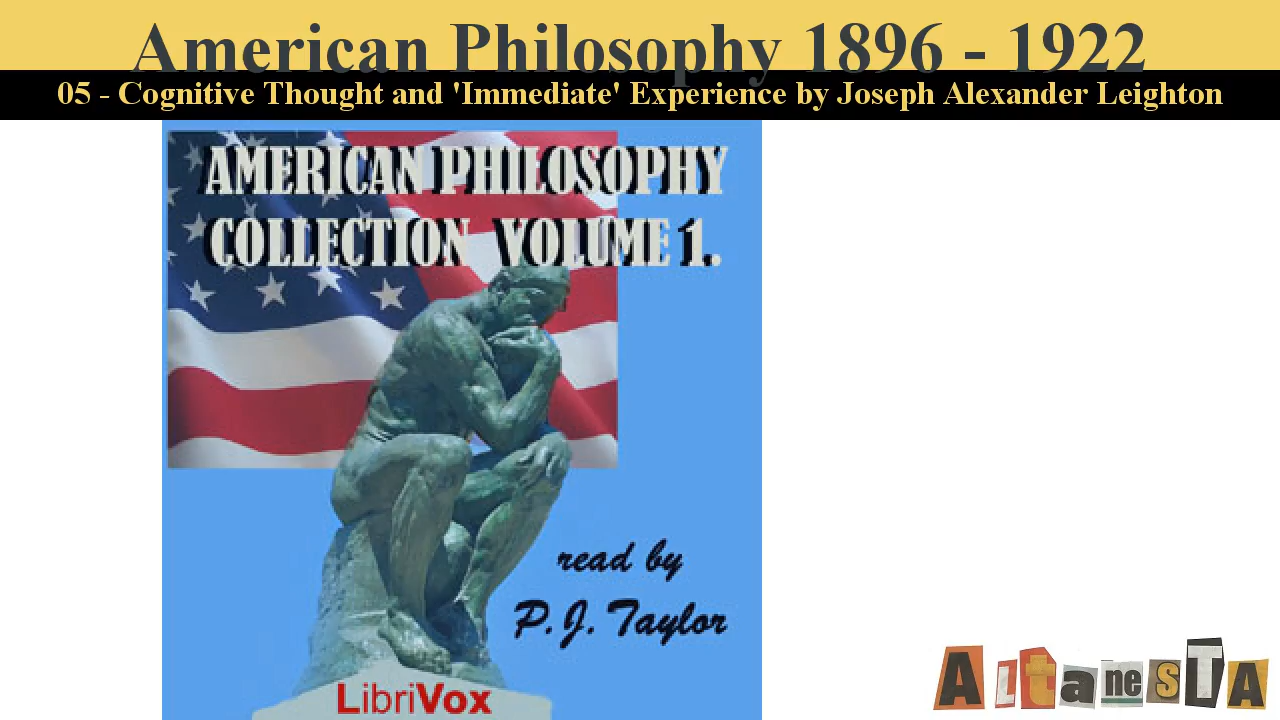 American Philosophy 1896 - 1922
05 - Cognitive Thought and 'Immediate' Experience by Joseph Alexander Leighton
AMERICAN PHILOSOPHY
COLLECTION VOLUME 1.
read by
P.J. Taylor
LibriVox
AltanesTA